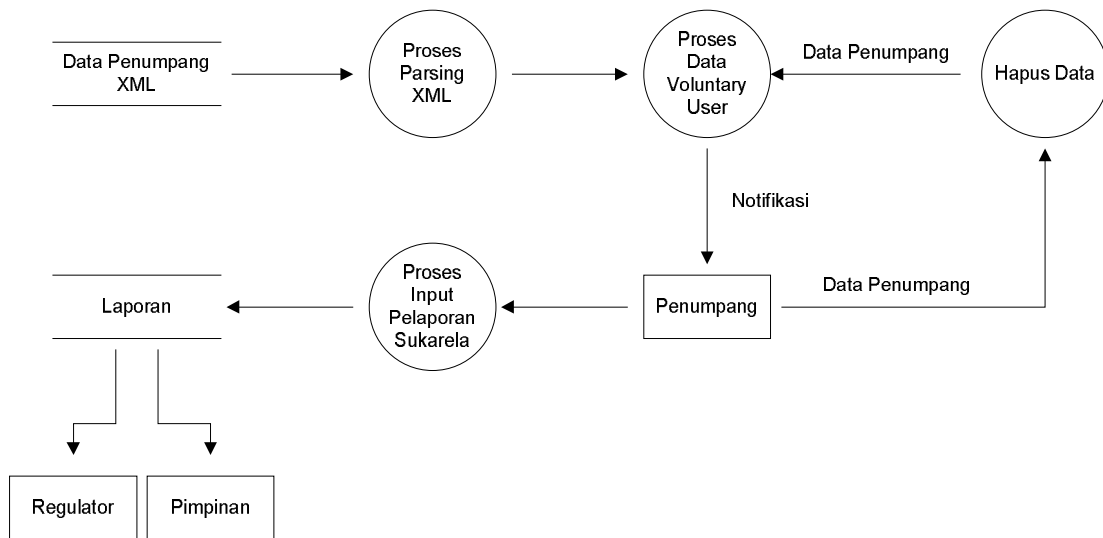 Data Penumpang
XML
Proses
Parsing
XML
Proses
Data
Voluntary
User
Data Penumpang
Hapus Data
Notifikasi
Laporan
Proses
Input
Pelaporan
Sukarela
Penumpang
Data Penumpang
Regulator
Pimpinan